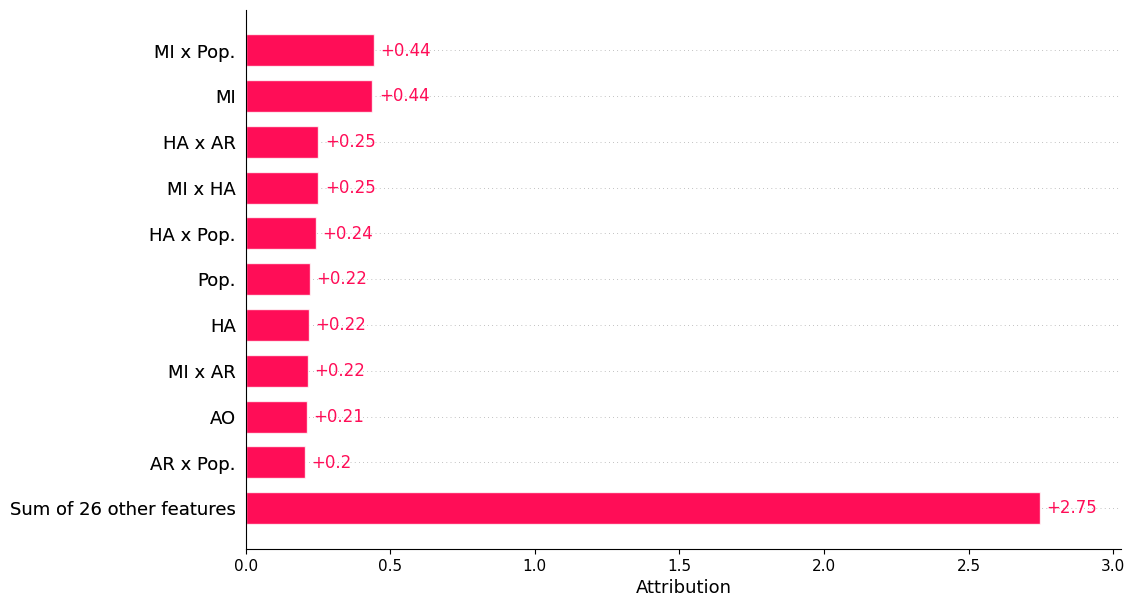 MI x Pop. +0.44
MI +0.44
HA x AR +0.25
MI x HA +0.25
HA x Pop. +0.24
Pop. +0.22
HA +0.22
MI x AR +0.22
AO +0.21
AR x Pop. +0.2
Sum of 26 other features +2.75
0.0 0.5 1.0 1.5 2.0 2.5 3.0
Attribution